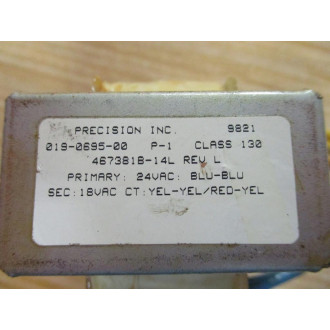 PRECISION INC. 9821
019-0695-00 P-1 CLASS 130
4673818-14L REV L
PRIMARY: 24VAC: BLU-BLU
SEC: 18VAC CT: YEL-YEL/RED-YEL